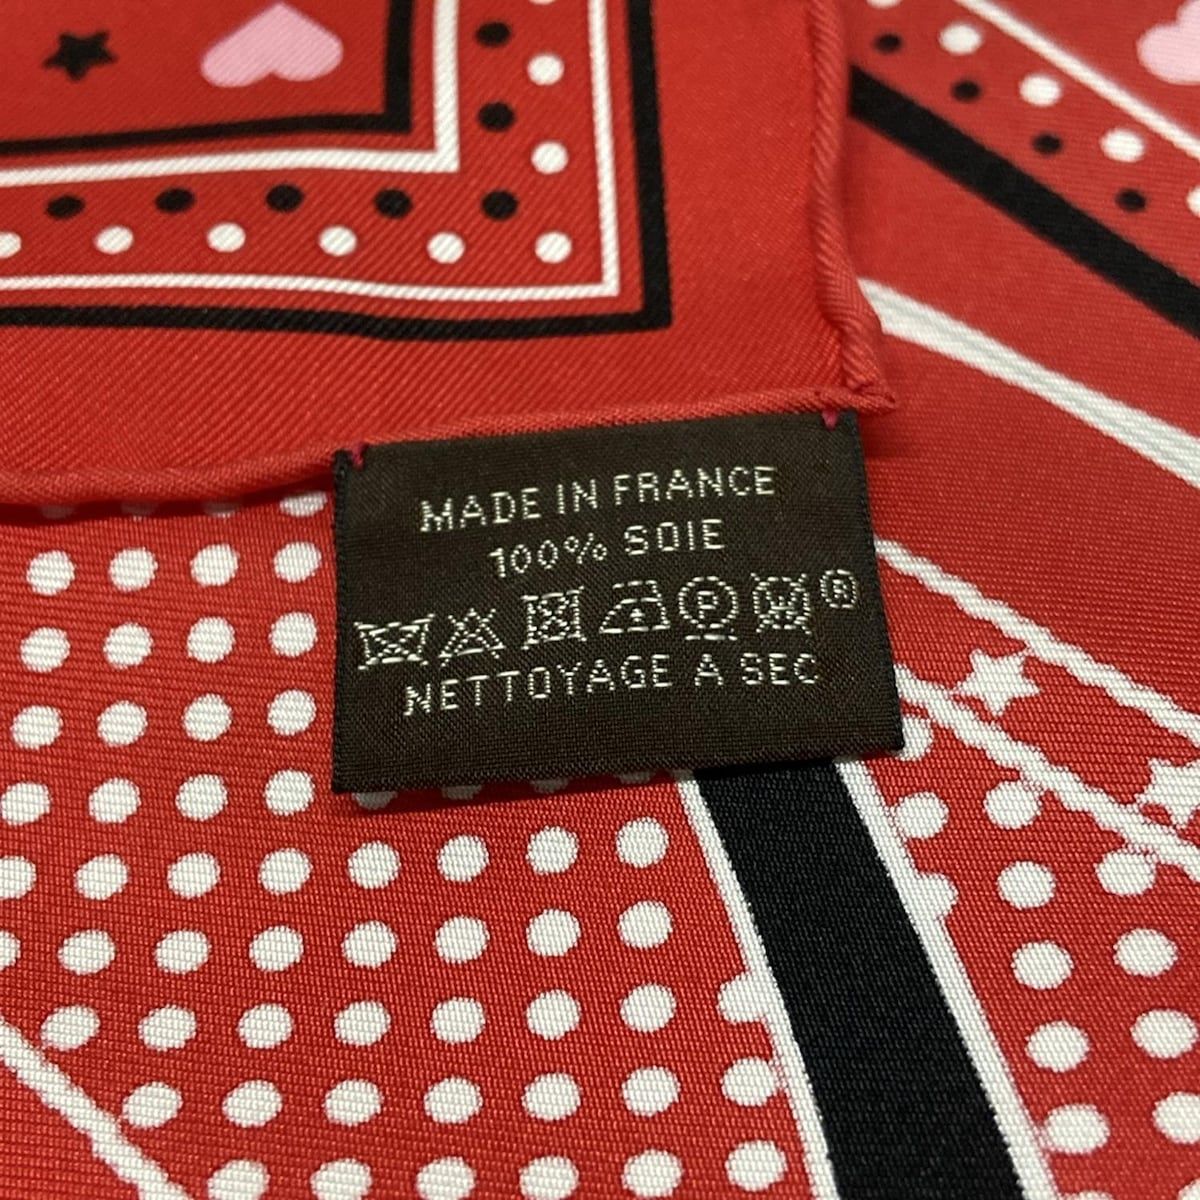 MADE IN FRANCE
100% SOIE
P W ®
NETTOYAGE A SEC